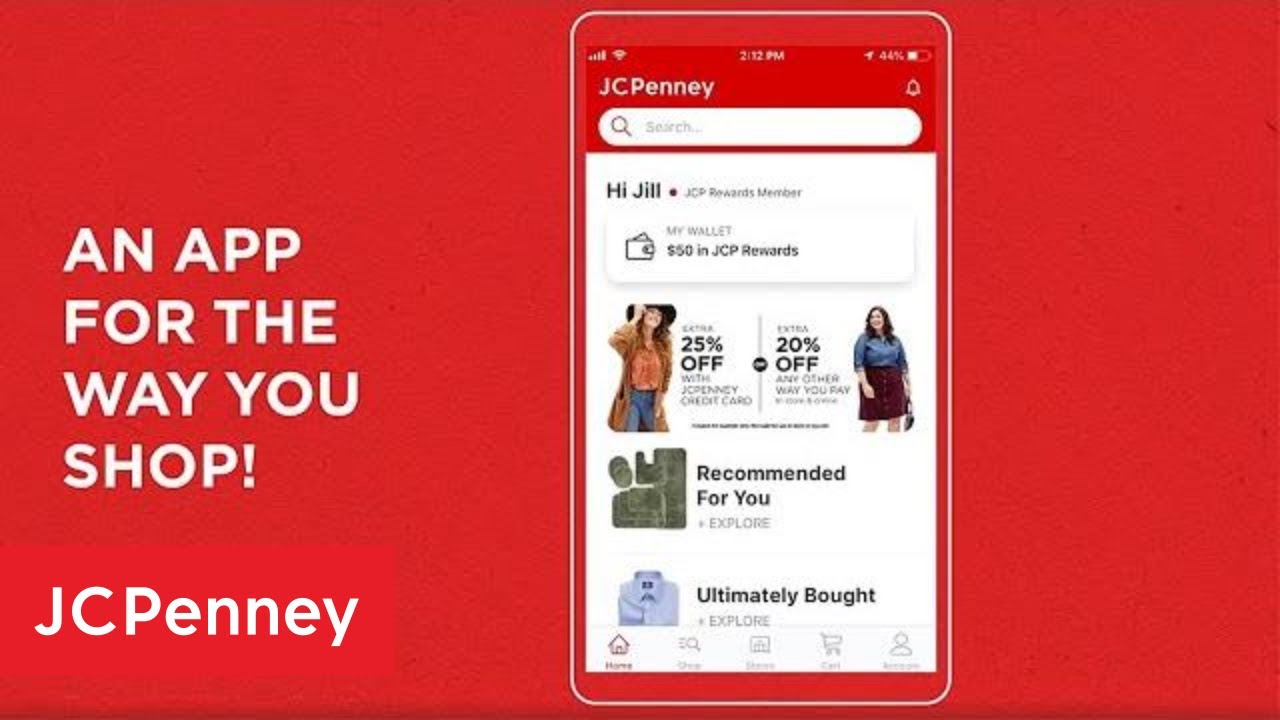 AN APP
FOR THE
WAY YOU
SHOP!
JCPenney
2:12 PM
44%
JCPenney
Search...
Hi Jill • JCP Rewards Member
MY WALLET
$50 in JCP Rewards
EXTRA
25%
OFF
WITH
JCPENNEY
CREDIT CARD
OR
EXTRA
20%
OFF
ANY OTHER
WAY YOU PAY
in store & online
Recommended
For You
+ EXPLORE
Ultimately Bought
+ EXPLORE
Home
Shop
Stores
Cart
Account